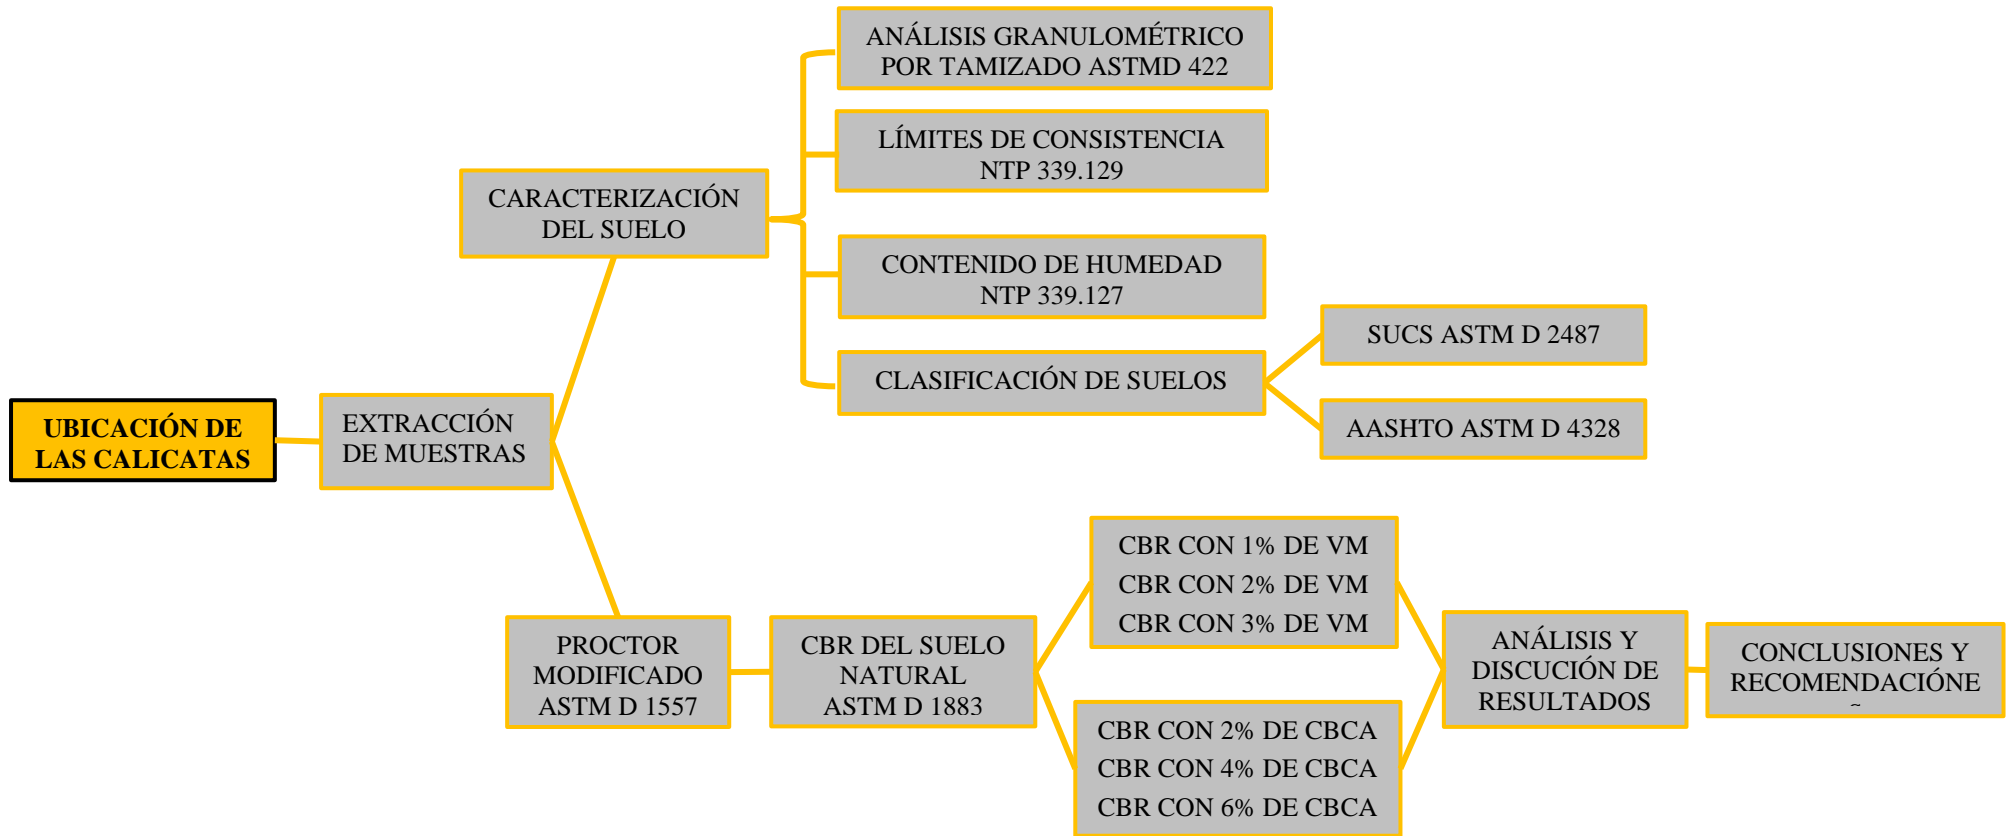 UBICACIÓN DE
LAS CALICATAS
EXTRACCIÓN
DE MUESTRAS
CARACTERIZACIÓN
DEL SUELO
ANÁLISIS GRANULOMÉTRICO
POR TAMIZADO ASTMD 422
LÍMITES DE CONSISTENCIA
NTP 339.129
CONTENIDO DE HUMEDAD
NTP 339.127
CLASIFICACIÓN DE SUELOS
SUCS ASTM D 2487
AASHTO ASTM D 4328
PROCTOR
MODIFICADO
ASTM D 1557
CBR DEL SUELO
NATURAL
ASTM D 1883
CBR CON 1% DE VM
CBR CON 2% DE VM
CBR CON 3% DE VM
CBR CON 2% DE CBCA
CBR CON 4% DE CBCA
CBR CON 6% DE CBCA
ANÁLISIS Y
DISCUCIÓN DE
RESULTADOS
CONCLUSIONES Y
RECOMENDACIÓNE